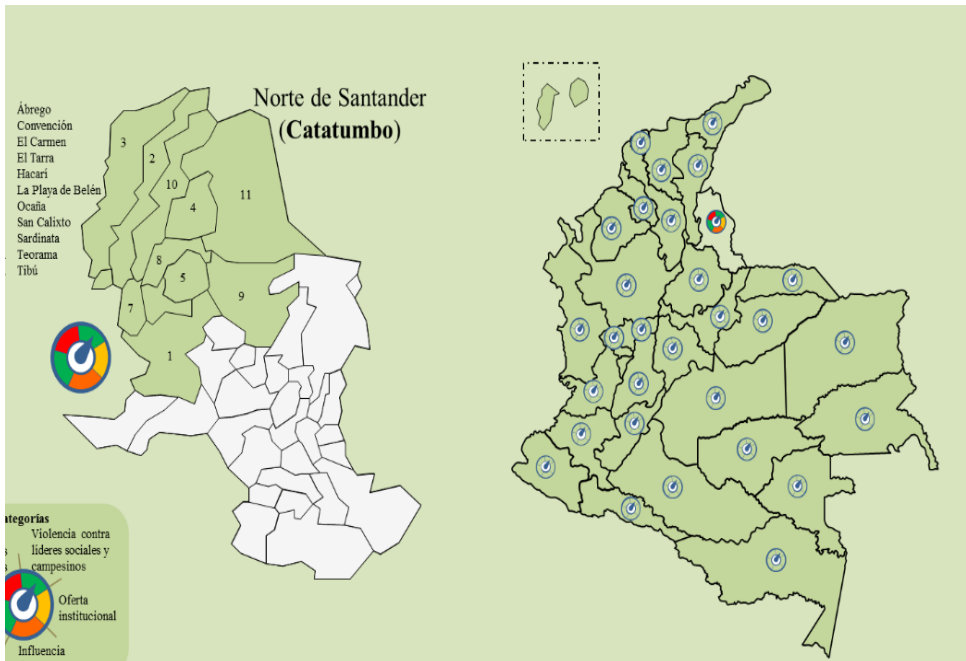 Norte de Santander
(Catatumbo)
Ábrego
Convención
El Carmen
El Tarra
Hacarí
La Playa de Belén
Ocaña
San Calixto
Sardinata
Teorama
Tibú
3
2
10
11
4
8
5
7
9
1
ategorías
Violencia contra
s líderes sociales y
s campesinos
Oferta
institucional
Influencia